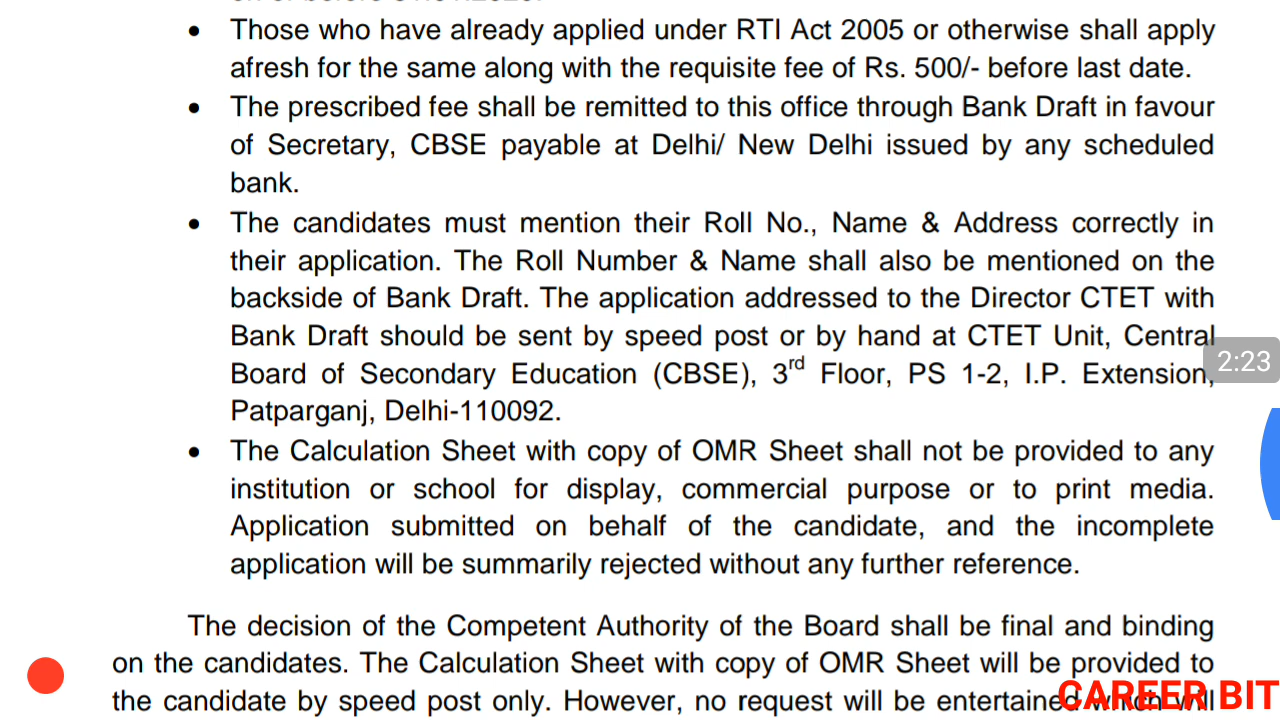 • Those who have already applied under RTI Act 2005 or otherwise shall apply
afresh for the same along with the requisite fee of Rs. 500/- before last date.
• The prescribed fee shall be remitted to this office through Bank Draft in favour
of Secretary, CBSE payable at Delhi/ New Delhi issued by any scheduled
bank.
• The candidates must mention their Roll No., Name & Address correctly in
their application. The Roll Number & Name shall also be mentioned on the
backside of Bank Draft. The application addressed to the Director CTET with
Bank Draft should be sent by speed post or by hand at CTET Unit, Central
Board of Secondary Education (CBSE), 3rd Floor, PS 1-2, I.P. Extension,
2:23
Patparganj, Delhi-110092.
• The Calculation Sheet with copy of OMR Sheet shall not be provided to any
institution or school for display, commercial purpose or to print media.
Application submitted on behalf of the candidate, and the incomplete
application will be summarily rejected without any further reference.
The decision of the Competent Authority of the Board shall be final and binding
on the candidates. The Calculation Sheet with copy of OMR Sheet will be provided to
the candidate by speed post only. However, no request will be entertained which will
CAREER BIT